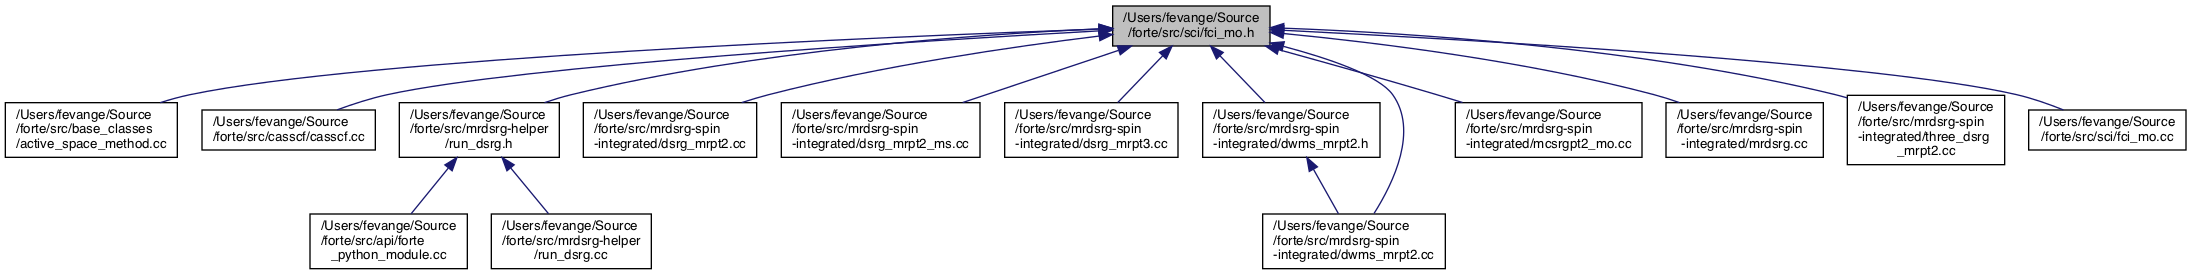 /Users/fevange/Source
/forte/src/sci/fci_mo.h
/Users/fevange/Source
/forte/src/base_classes
/active_space_method.cc
/Users/fevange/Source
/forte/src/casscf/casscf.cc
/Users/fevange/Source
/forte/src/mrdsrg-helper
/run_dsrg.h
/Users/fevange/Source
/forte/src/mrdsrg-spin
-integrated/dsrg_mrpt2.cc
/Users/fevange/Source
/forte/src/mrdsrg-spin
-integrated/dsrg_mrpt2_ms.cc
/Users/fevange/Source
/forte/src/mrdsrg-spin
-integrated/dsrg_mrpt3.cc
/Users/fevange/Source
/forte/src/mrdsrg-spin
-integrated/dwms_mrpt2.h
/Users/fevange/Source
/forte/src/mrdsrg-spin
-integrated/mcsrgpt2_mo.cc
/Users/fevange/Source
/forte/src/mrdsrg-spin
-integrated/mrdsrg.cc
/Users/fevange/Source
/forte/src/mrdsrg-spin
-integrated/three_dsrg
_mrpt2.cc
/Users/fevange/Source
/forte/src/sci/fci_mo.cc
/Users/fevange/Source
/forte/src/api/forte
_python_module.cc
/Users/fevange/Source
/forte/src/mrdsrg-helper
/run_dsrg.cc
/Users/fevange/Source
/forte/src/mrdsrg-spin
-integrated/dwms_mrpt2.cc